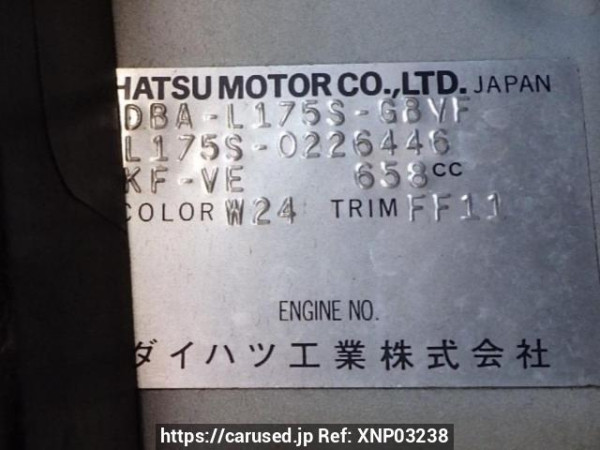 HATSU MOTOR CO.,LTD. JAPAN
DBA-L175S-GBVF
L175S-0226446
KF-VE 658CC
COLOR W24 TRIM FF11
ENGINE NO.
ダイハツ工業株式会社
https://carused.jp Ref: XNP03238